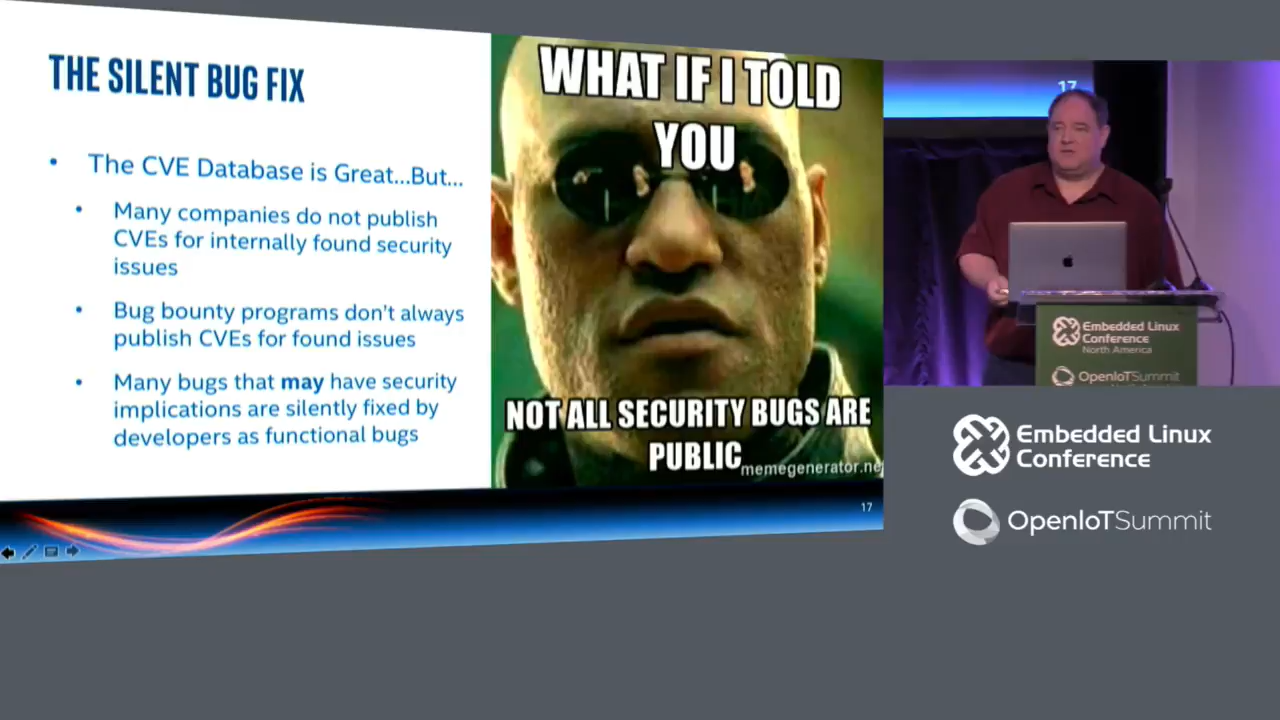 THE SILENT BUG FIX
• The CVE Database is Great...But...
• Many companies do not publish
CVEs for internally found security
issues
• Bug bounty programs don't always
publish CVEs for found issues
• Many bugs that may have security
implications are silently fixed by
developers as functional bugs
WHAT IF I TOLD
YOU
NOT ALL SECURITY BUGS ARE
PUBLIC
memegenerator.ne
17
17
Embedded Linux
Conference
North America
OpenIoTSummit
Embedded Linux
Conference
OpenIoTSummit